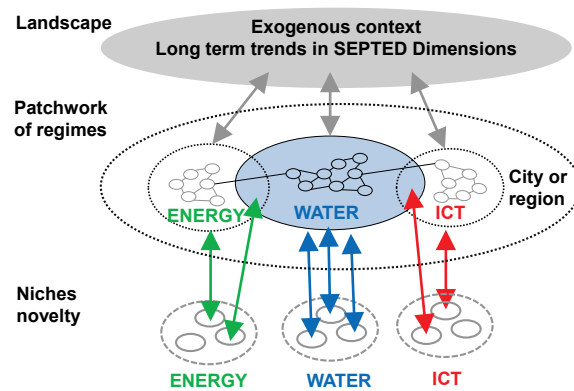 Landscape
Exogenous context
Long term trends in SEPTED Dimensions
Patchwork
of regimes
City or
region
ENERGY
WATER
ICT
Niches
novelty
ENERGY
WATER
ICT